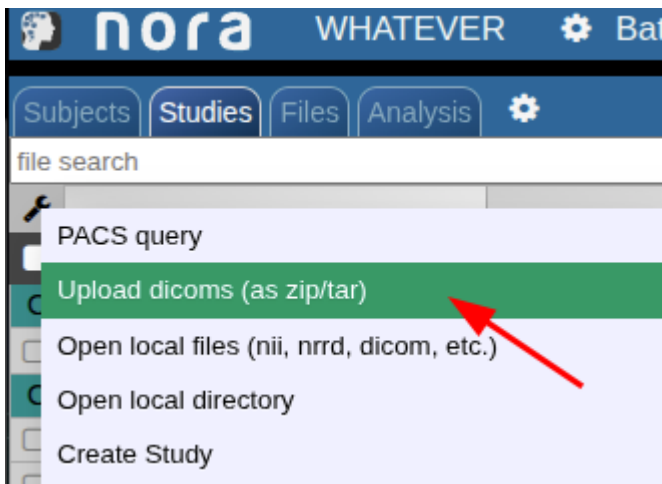 nora WHATEVER Bat
Subjects Studies Files Analysis
file search
PACS query
Upload dicoms (as zip/tar)
Open local files (nii, nrrd, dicom, etc.)
Open local directory
Create Study